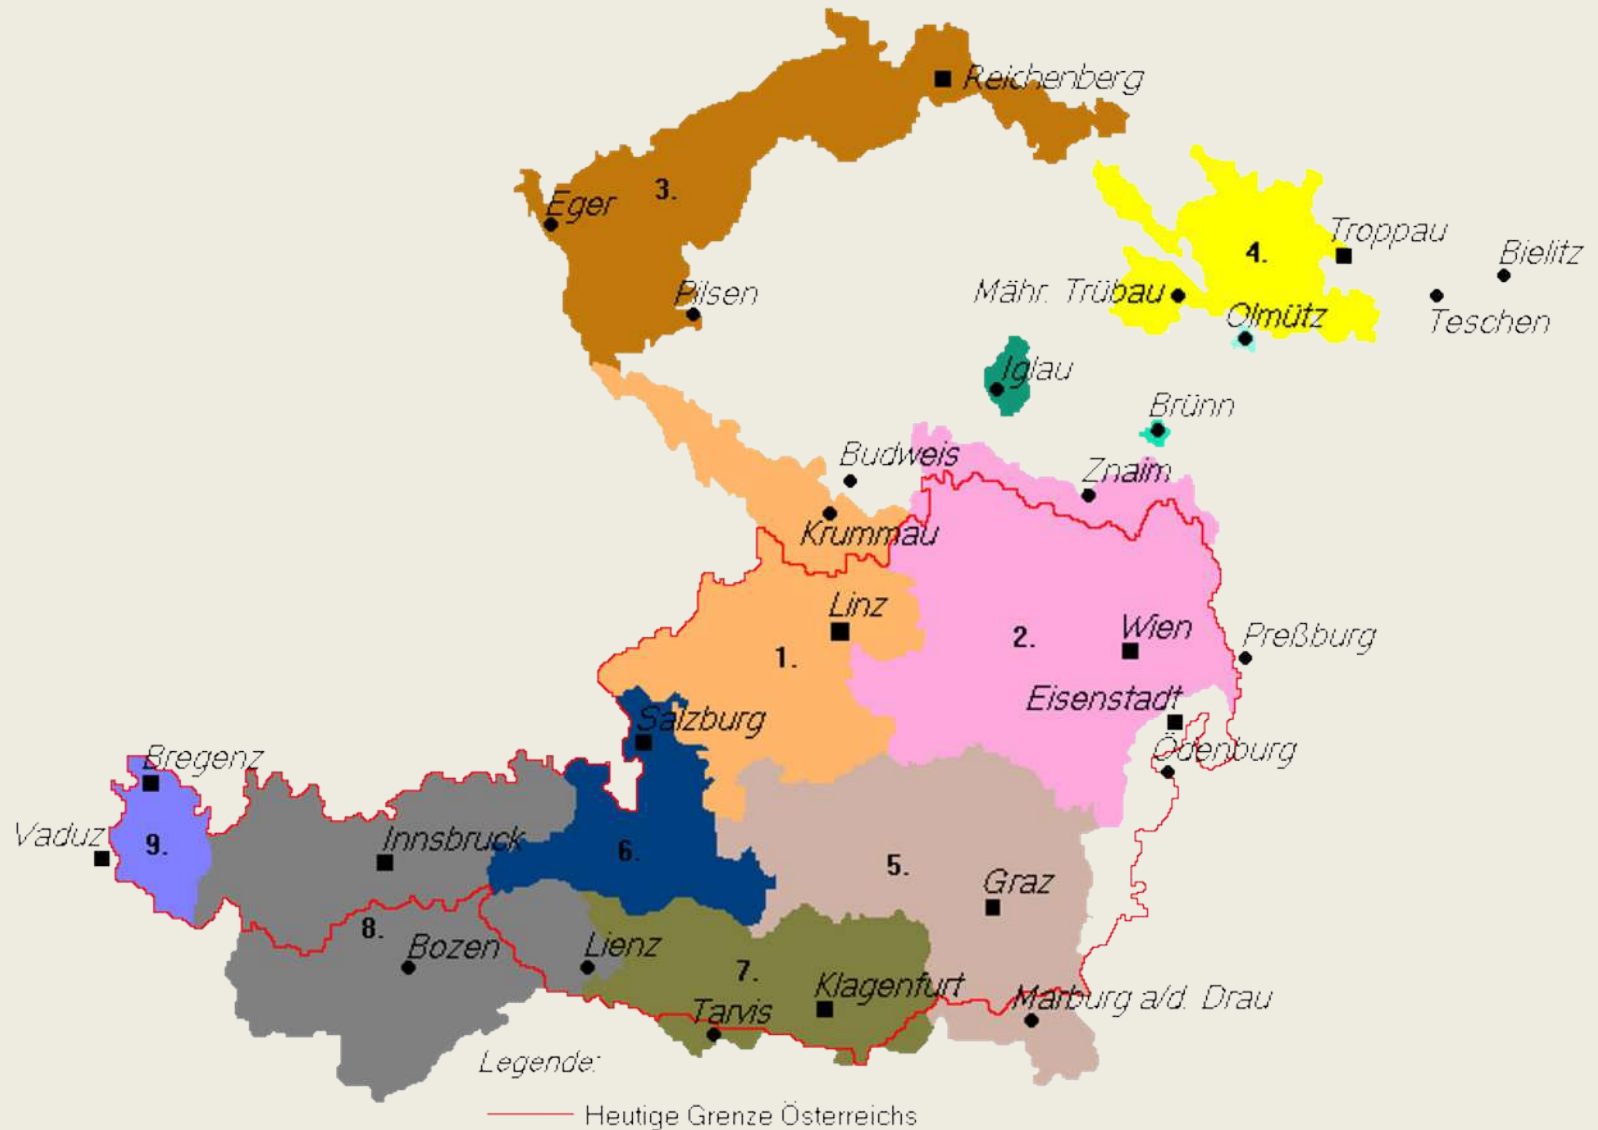 Reichenberg
3.
Eger
4.
Troppau
Bielitz
Pilsen
Mähr. Trübau
Olmütz
Teschen
Iglau
Brünn
Budweis
Znaim
Krummau
Linz
2.
Wien
Preßburg
1.
Eisenstadt
Salzburg
Ödenburg
Bregenz
Vaduz
9.
Innsbruck
6.
5.
Graz
8.
Bozen
Lienz
7.
Klagenfurt
Marburg a/d. Drau
Tarvis
Legende:
Heutige Grenze Österreichs